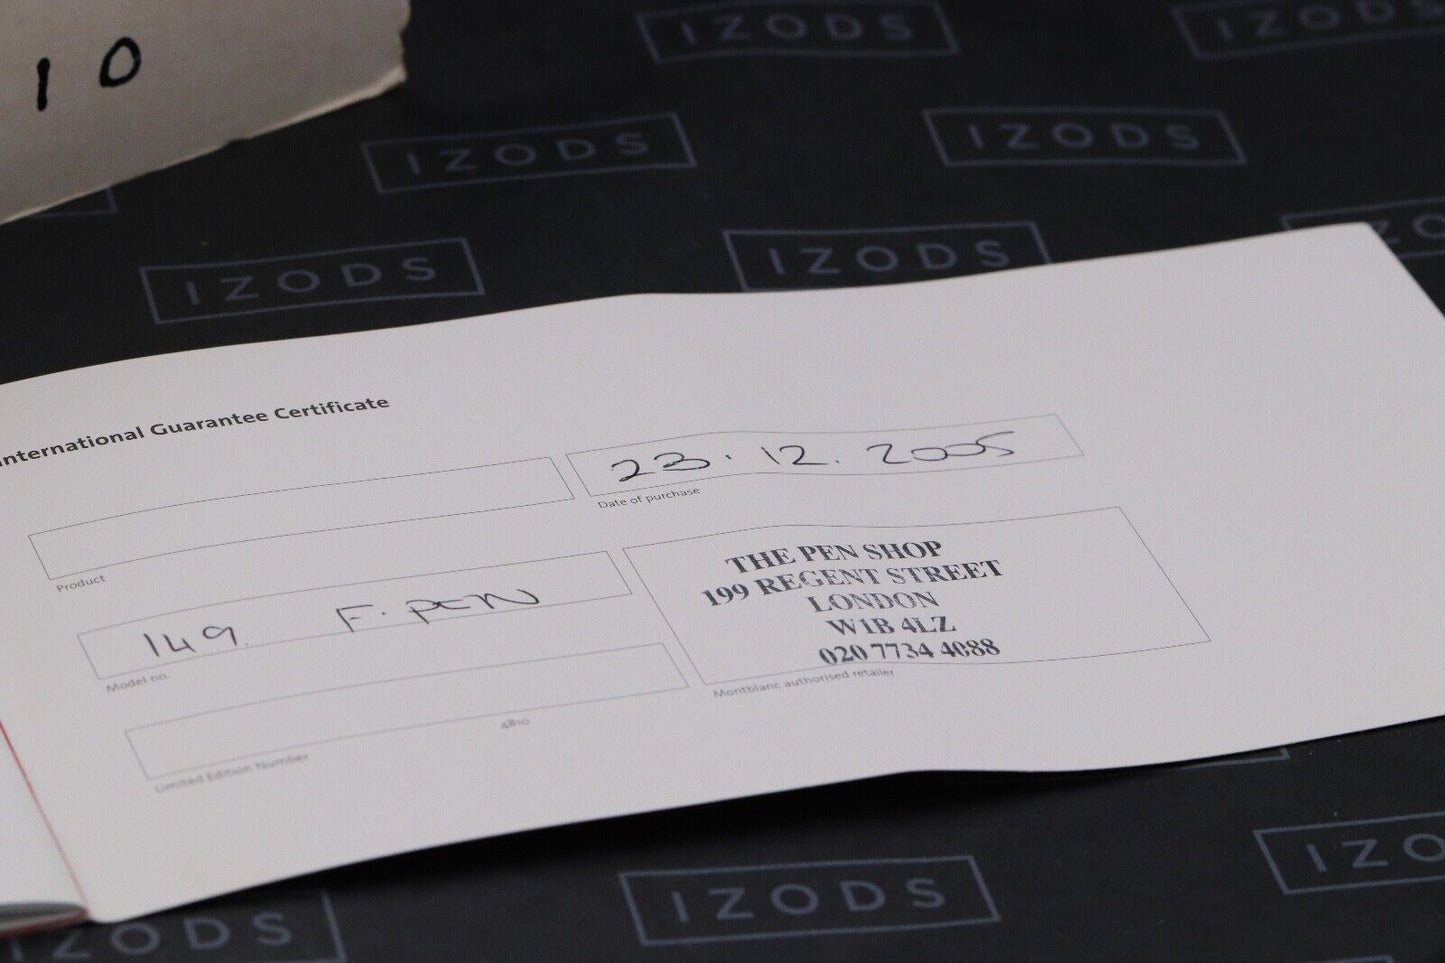 10
IZODS
IZODS
IZODS
IZODS
IZODS
IZODS
International Guarantee Certificate
23.12.2005
Date of purchase
Product
149. F. pen
Model no.
THE PEN SHOP
199 REGENT STREET
LONDON
W1B 4LZ
020 7734 4088
Montblanc authorised retailer
Limited Edition Number
IZODS
IZODS